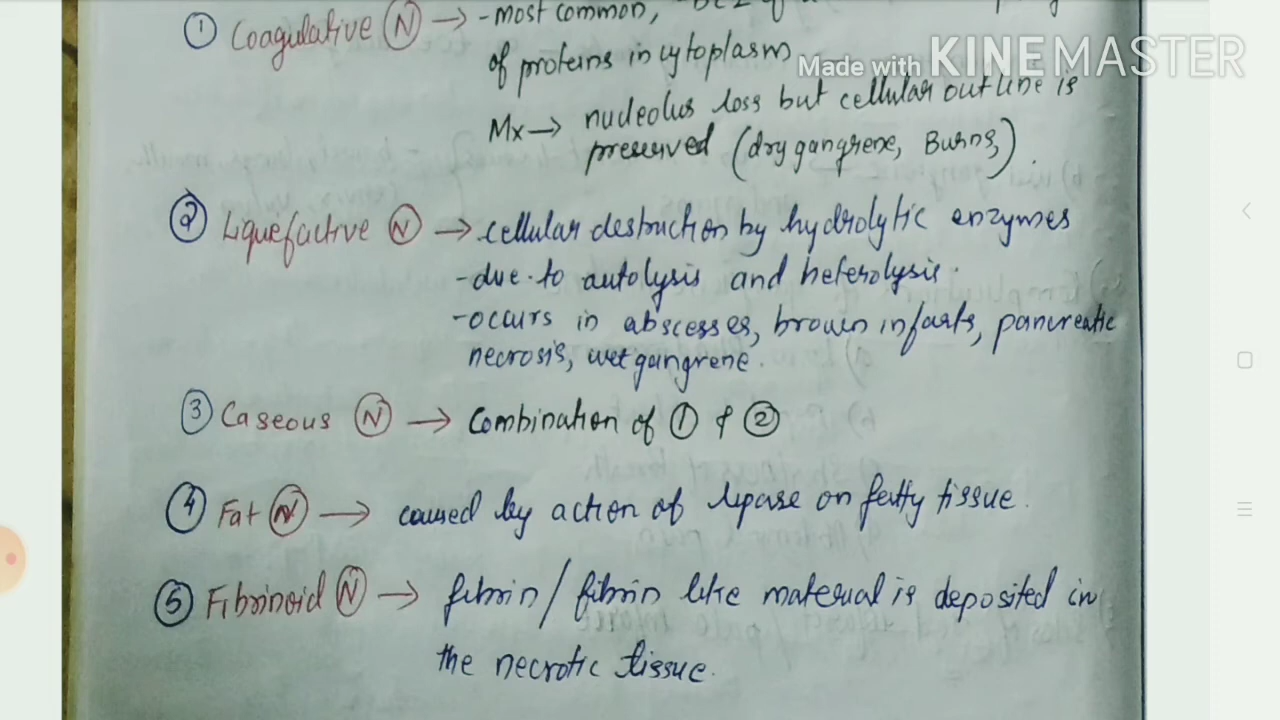 ① Coagulative Ⓝ → - most common,
of proteins in cytoplasm
Made with KINEMASTER
Mx → nucleolus loss but cellular outline is
preserved (dry gangrene, Burns,).
② Liquefactive Ⓝ → cellular destruction by hydrolytic enzymes
- due to autolysis and heterolysis.
- occurs in abscesses, brown infarts, pancreatic
necrosis, wet gangrene.
③ Caseous Ⓝ → Combination of ① & ②
④ Fat Ⓝ → caused by action of lipase on fatty tissue.
⑤ Fibrinoid Ⓝ → fibrin/fibrin like material is deposited in
the necrotic tissue.